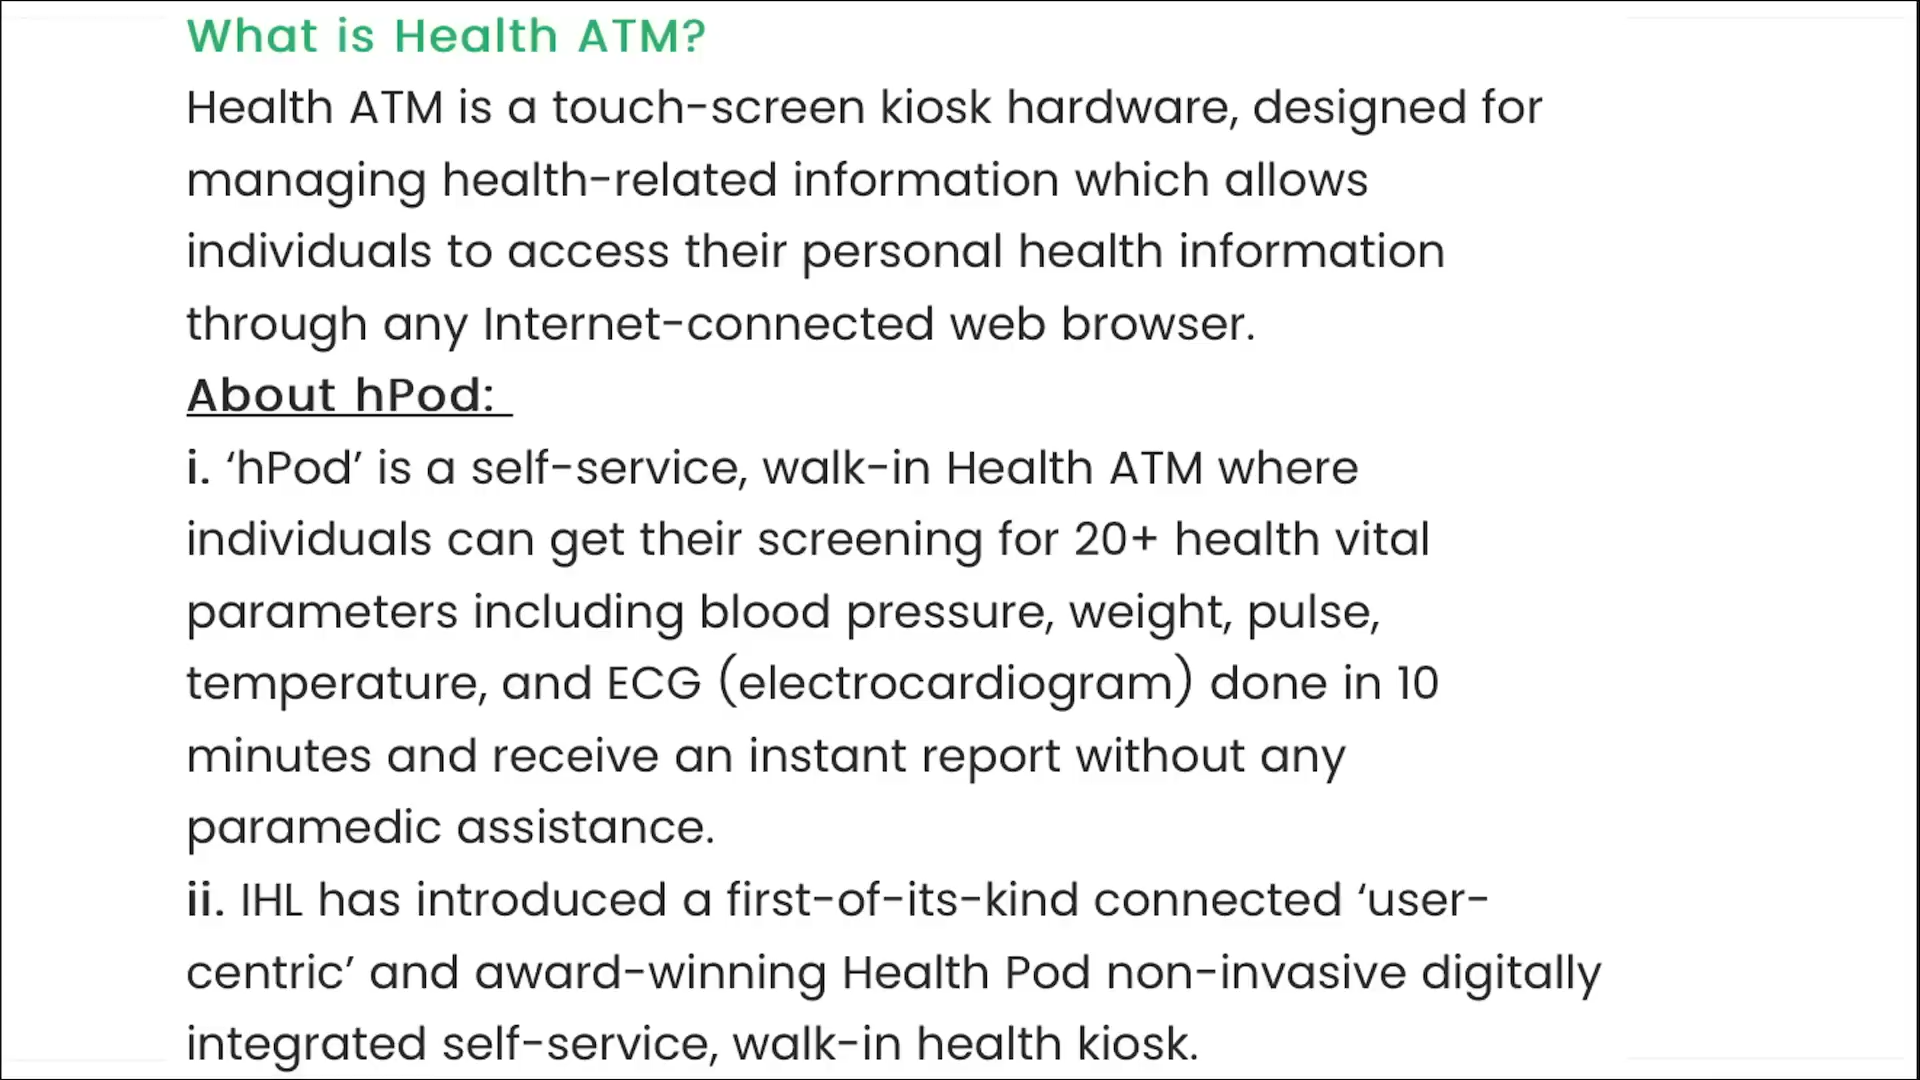 What is Health ATM?
Health ATM is a touch-screen kiosk hardware, designed for
managing health-related information which allows
individuals to access their personal health information
through any Internet-connected web browser.
About hPod:
i. ‘hPod’ is a self-service, walk-in Health ATM where
individuals can get their screening for 20+ health vital
parameters including blood pressure, weight, pulse,
temperature, and ECG (electrocardiogram) done in 10
minutes and receive an instant report without any
paramedic assistance.
ii. IHL has introduced a first-of-its-kind connected ‘user-
centric’ and award-winning Health Pod non-invasive digitally
integrated self-service, walk-in health kiosk.